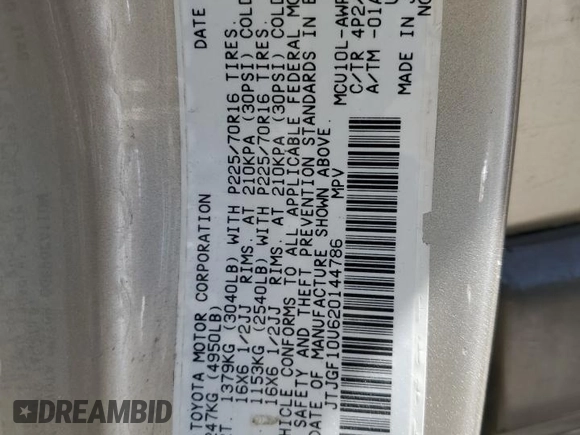 DATE
TOYOTA MOTOR CORPORATION
247KG (4950LB)
T. 1379KG (3040LB) WITH P225/70R16 TIRES.
16X6 1/2JJ RIMS. AT 210KPA (30PSI) COLD
1153KG (2540LB) WITH P225/70R16 TIRES.
16X6 1/2JJ RIMS. AT 210KPA (30PSI) COLD
HICLE CONFORMS TO ALL APPLICABLE FEDERAL MO
SAFETY AND THEFT PREVENTION STANDARDS IN E
MANUFACTURE SHOWN ABOVE.
JTJGF10U620144786 MPV
MCU10L-AWP
C/TR 4P2
A/TM -01A
MADE IN
DREAMBID